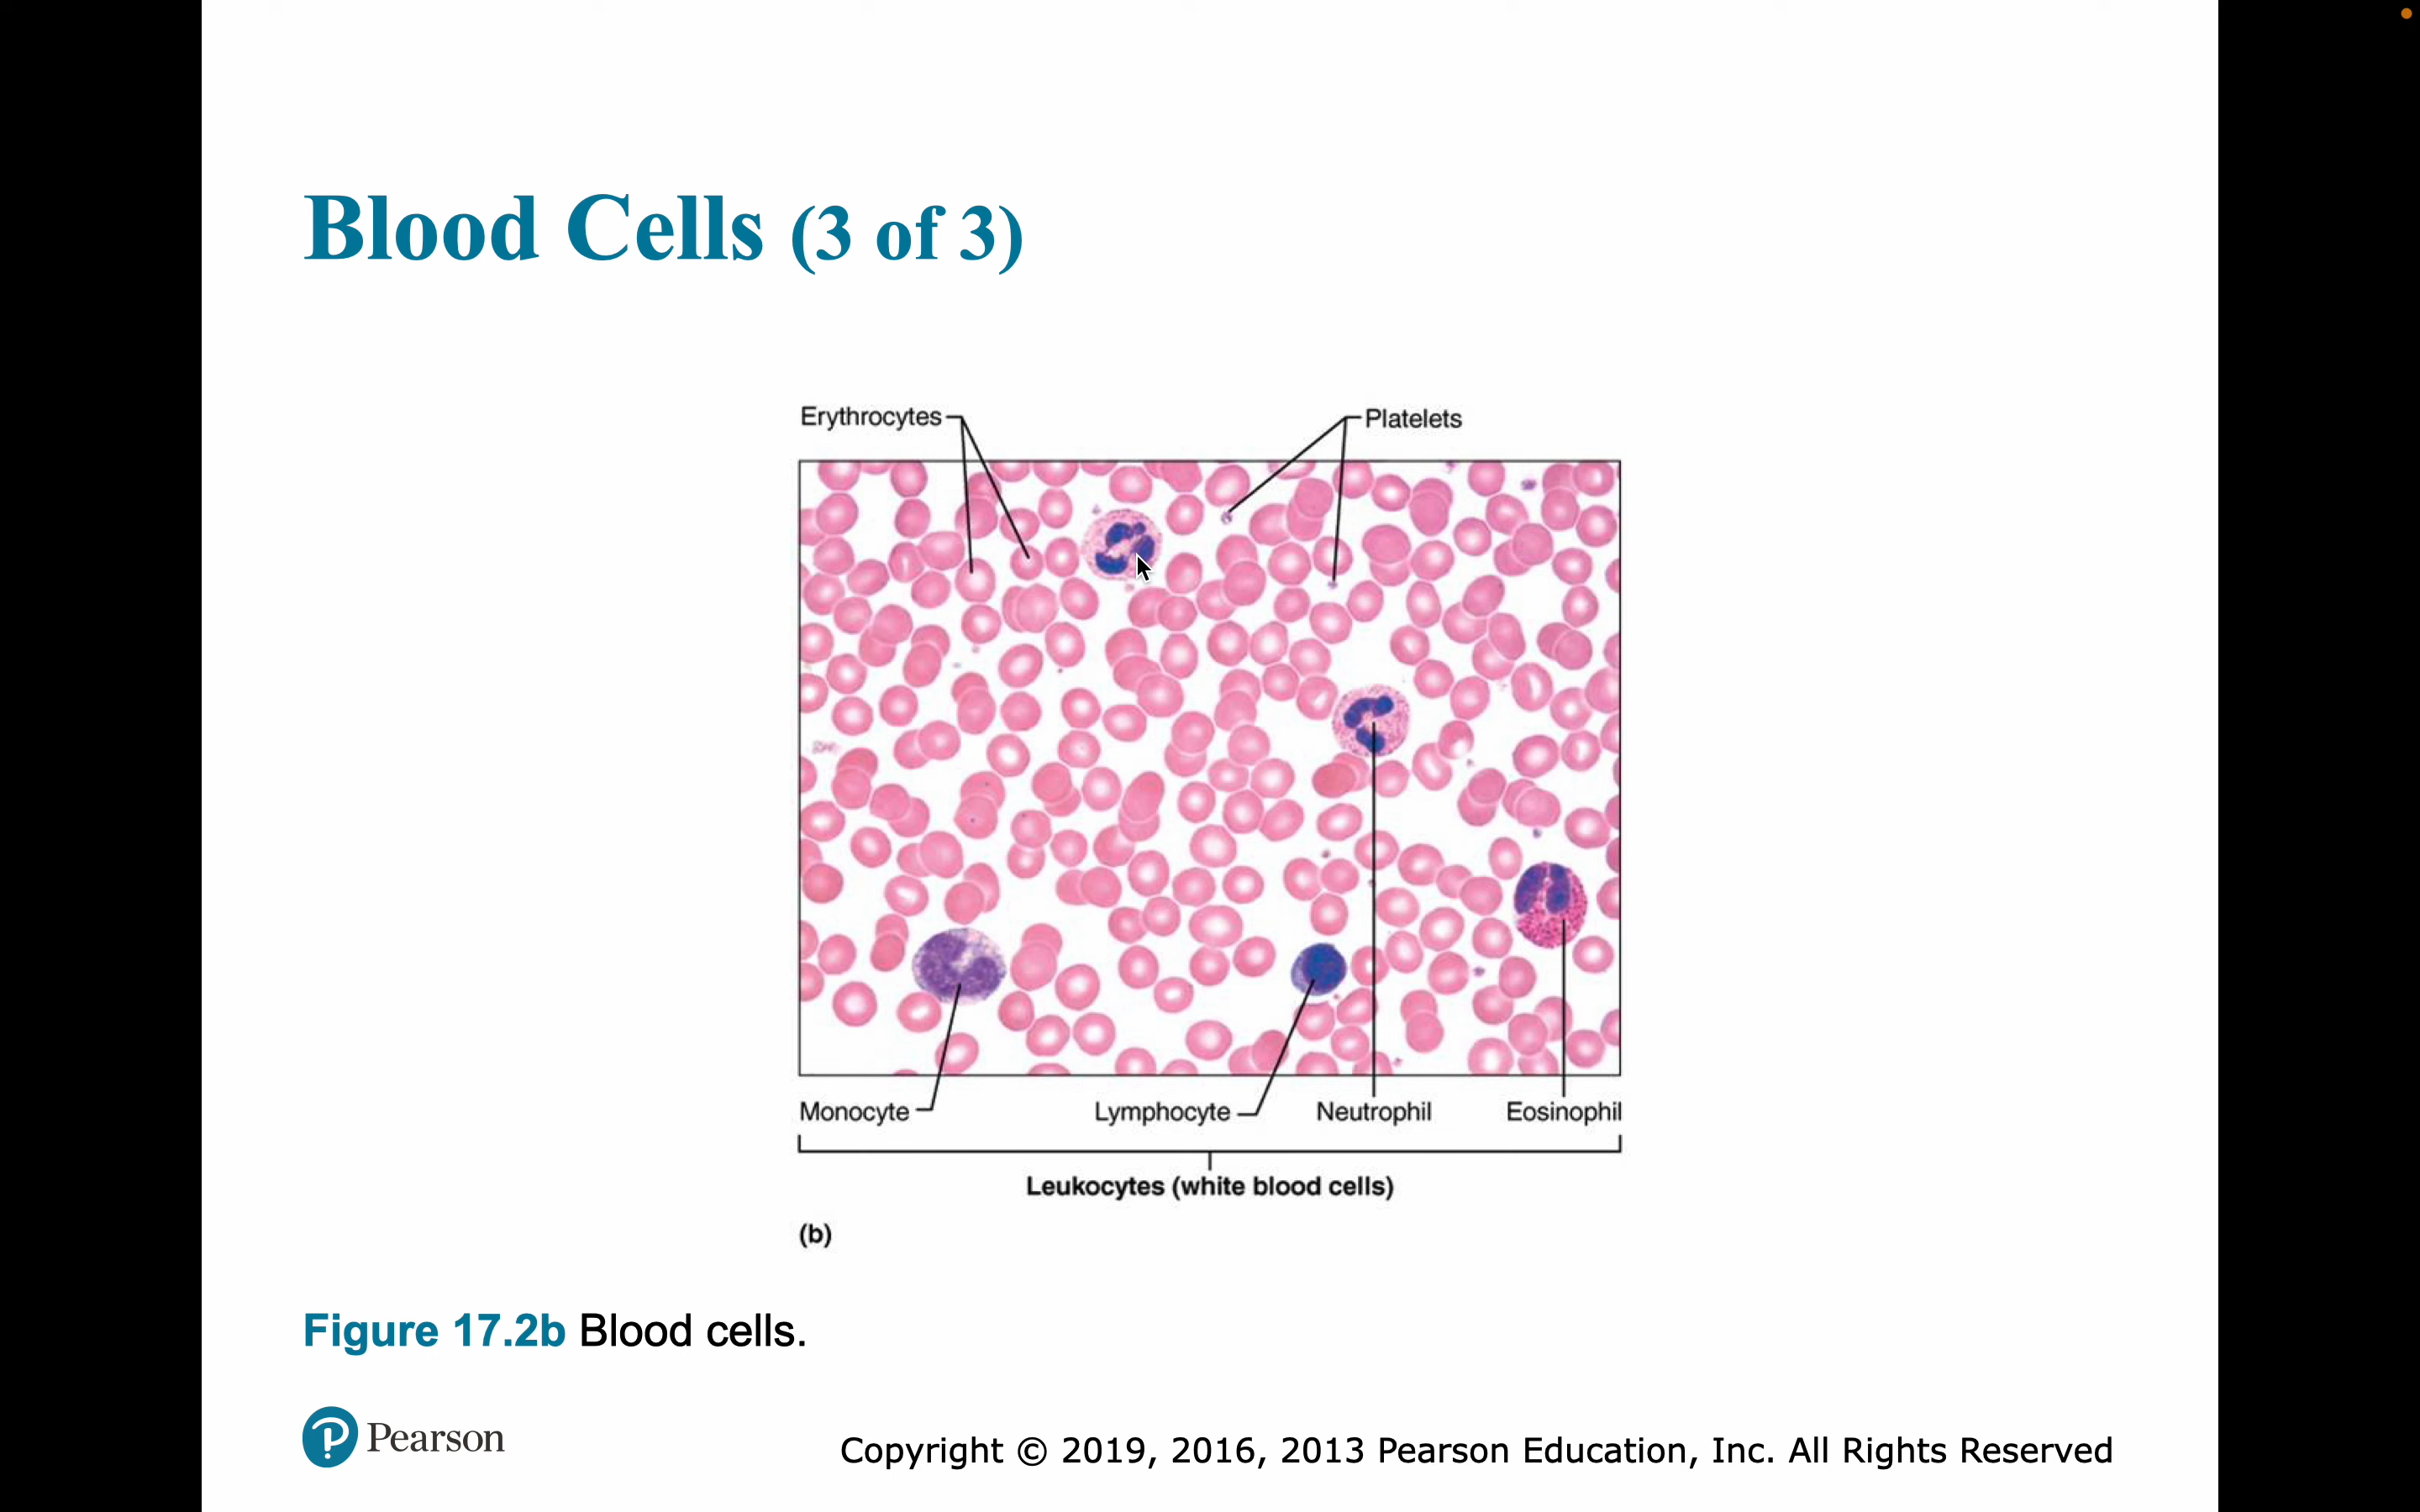 Blood Cells (3 of 3)
Erythrocytes
Platelets
Monocyte
Lymphocyte
Neutrophil
Eosinophil
Leukocytes (white blood cells)
(b)
Figure 17.2b Blood cells.
Pearson
Copyright © 2019, 2016, 2013 Pearson Education, Inc. All Rights Reserved